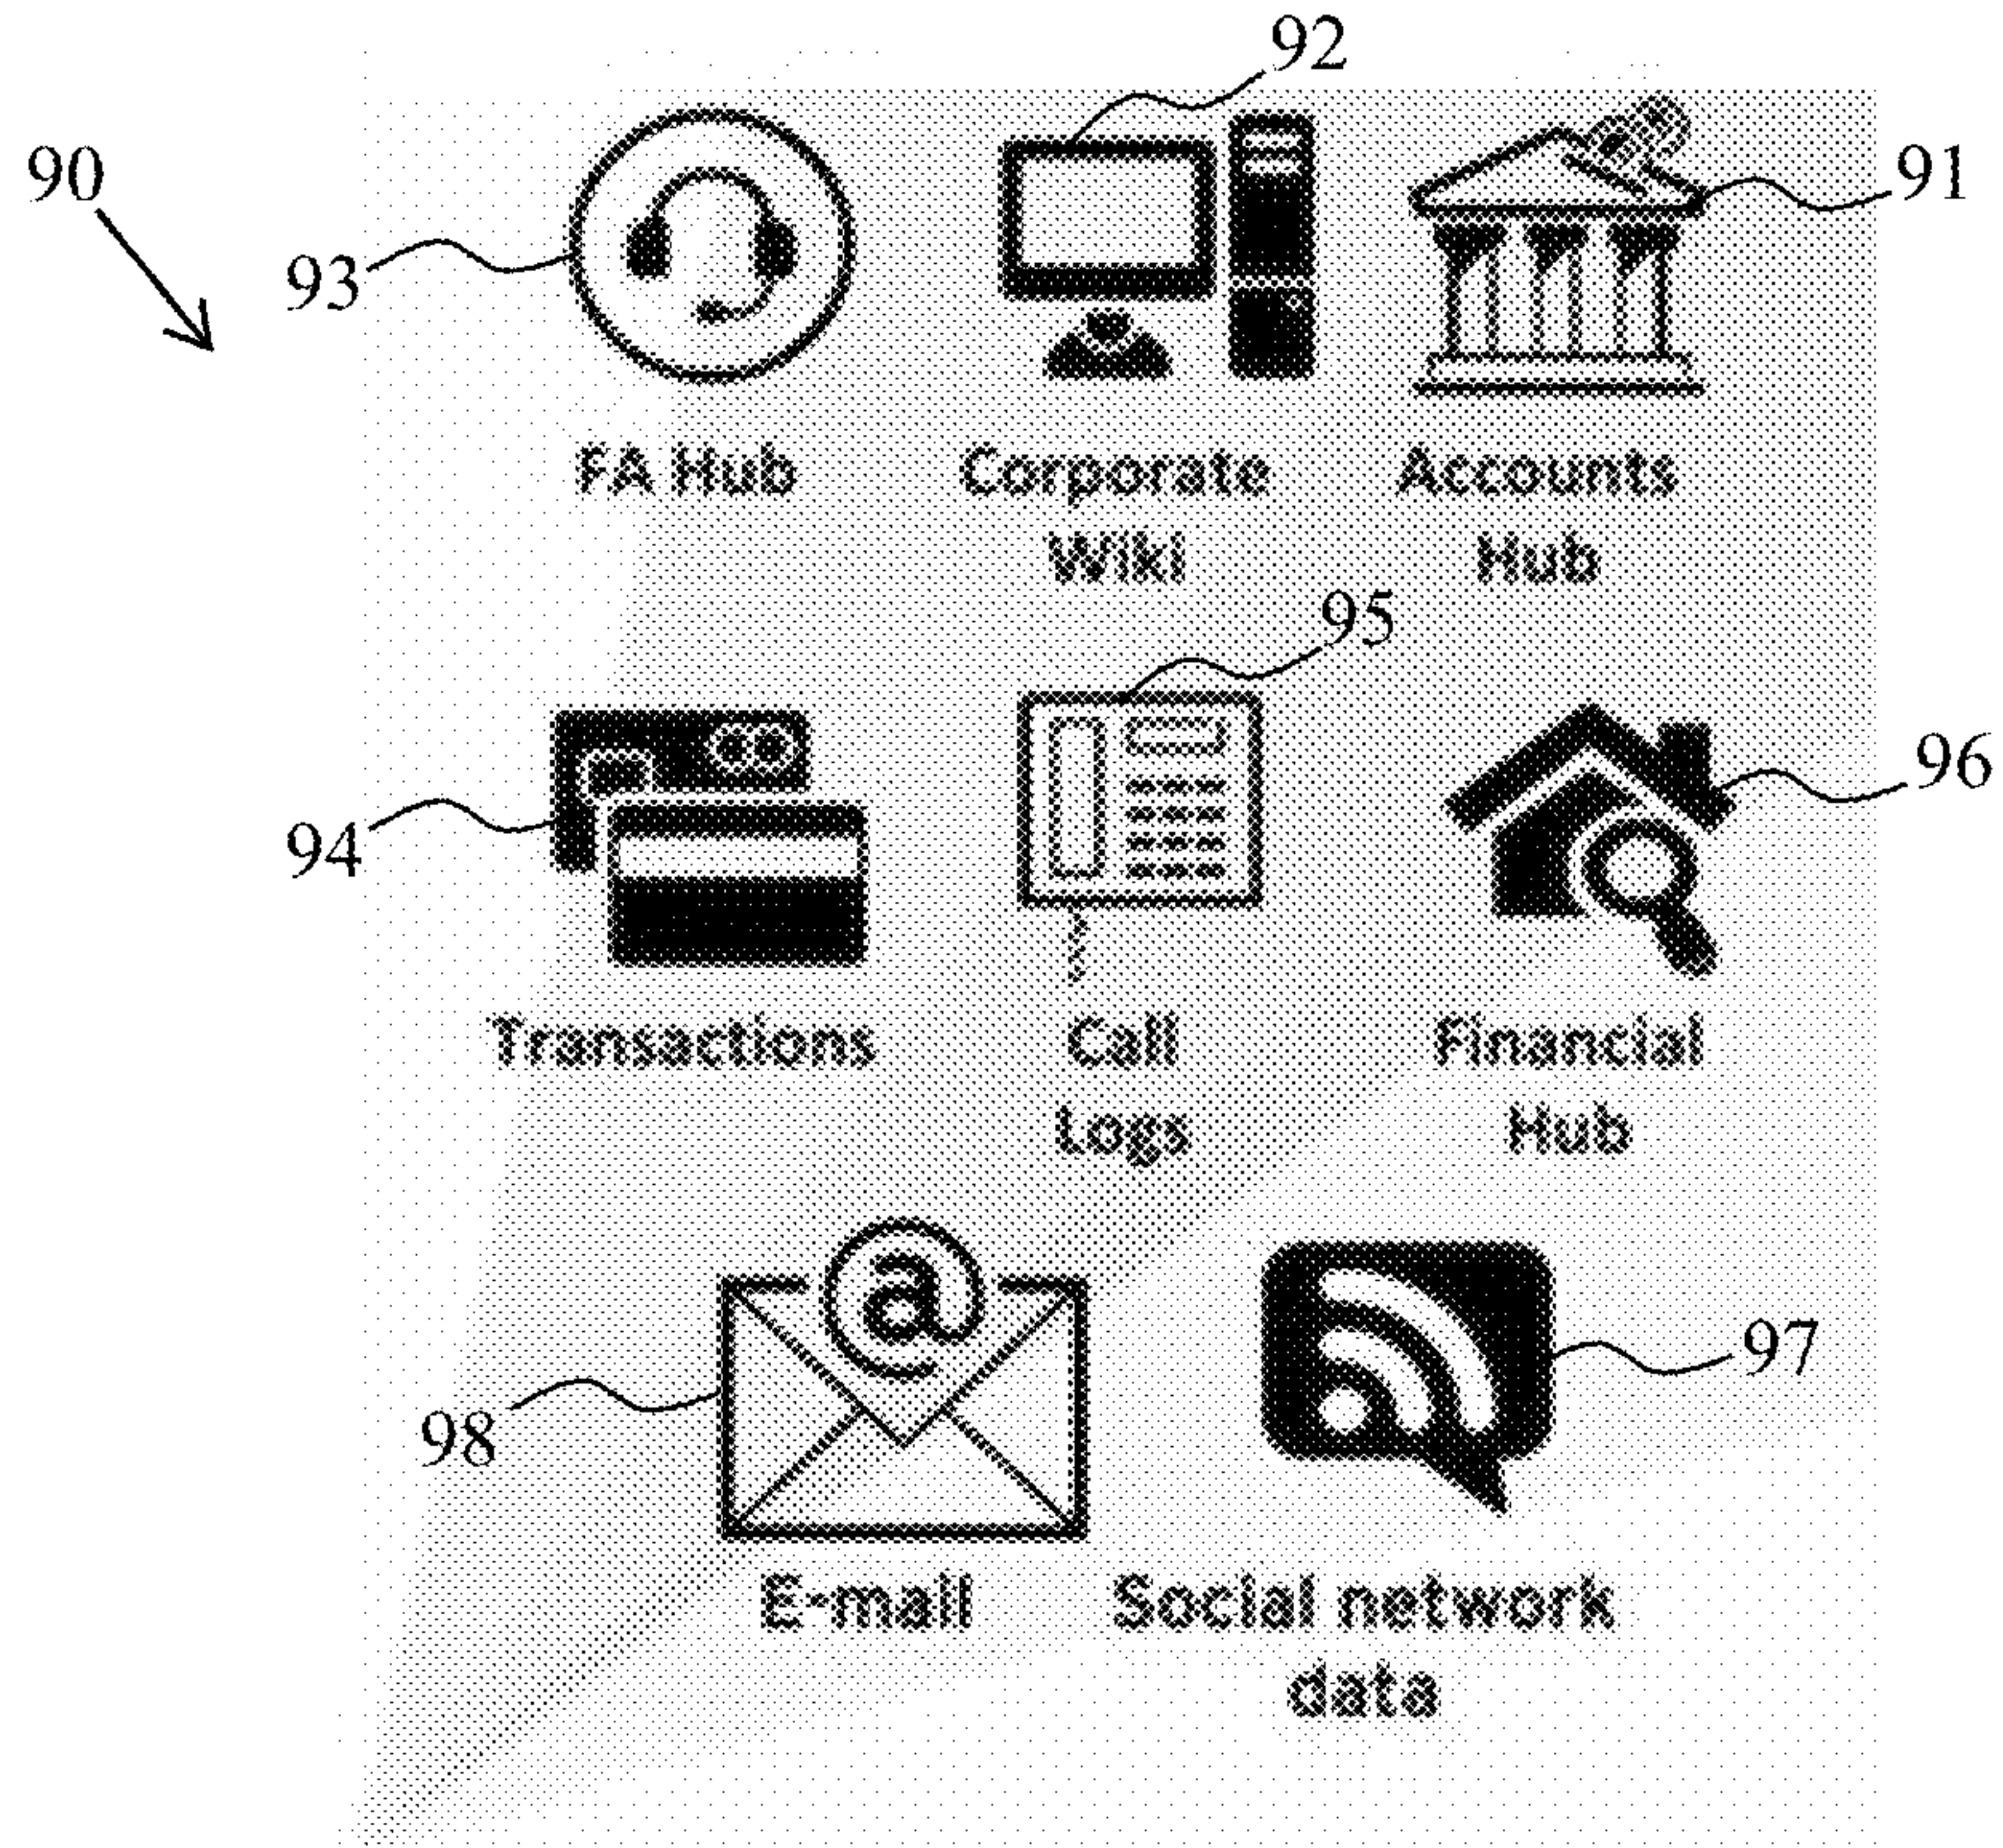 92
90
91
93
FA Hub
Corporate
Wiki
Accounts
Hub
95
96
94
Transactions
Call
Logs
Financial
Hub
a
97
98
E-mail
Social network
data